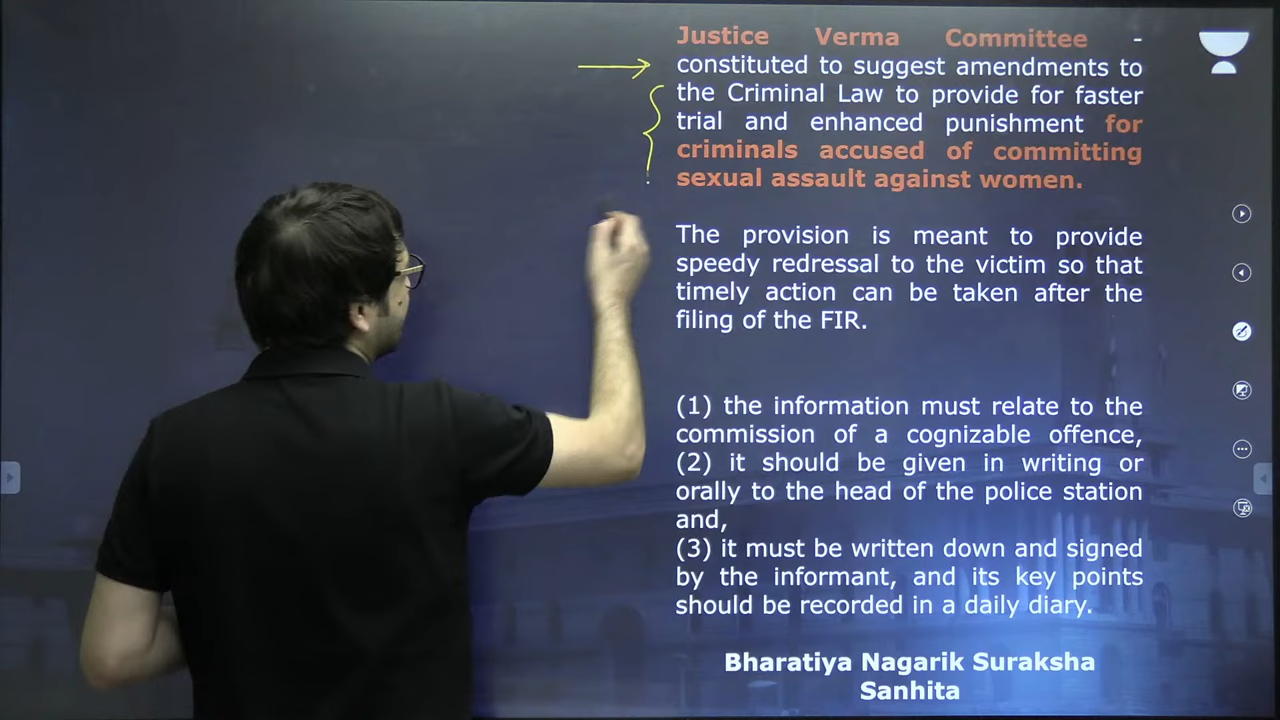 Justice Verma Committee -
constituted to suggest amendments to
the Criminal Law to provide for faster
trial and enhanced punishment for
criminals accused of committing
sexual assault against women.
The provision is meant to provide
speedy redressal to the victim so that
timely action can be taken after the
filing of the FIR.
(1) the information must relate to the
commission of a cognizable offence,
(2) it should be given in writing or
orally to the head of the police station
and,
(3) it must be written down and signed
by the informant, and its key points
should be recorded in a daily diary.
Bharatiya Nagarik Suraksha
Sanhita